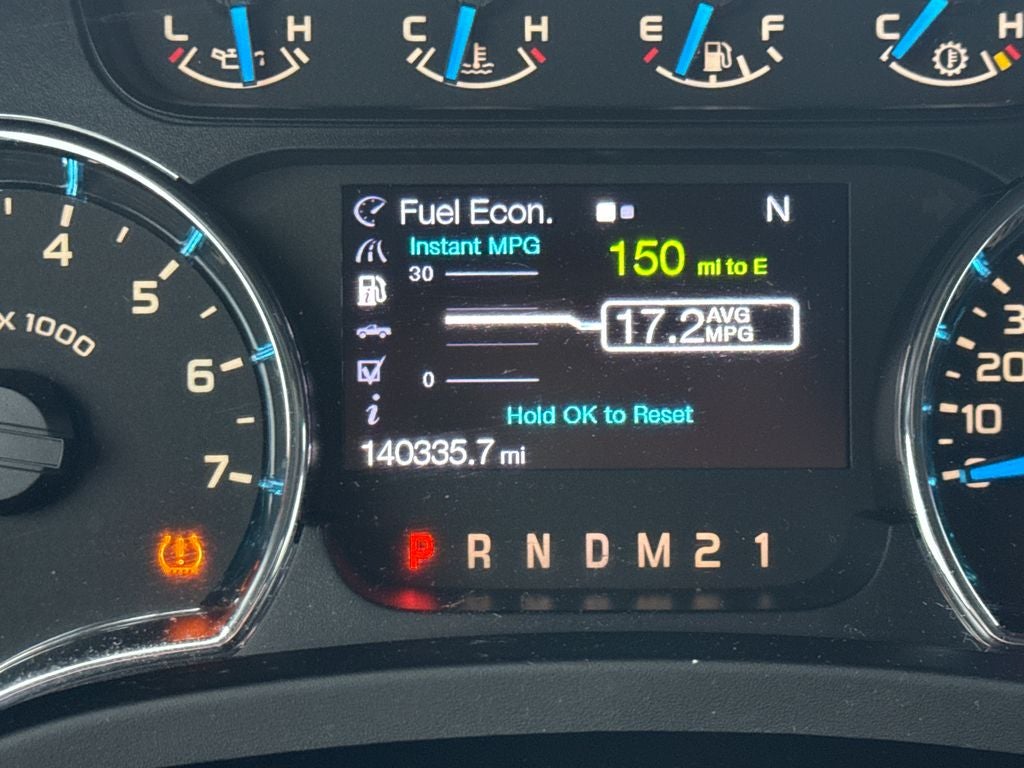 L H C H E F C H
Fuel Econ. N
Instant MPG
150 mi to E
30
17.2 AVG MPG
0
Hold OK to Reset
140335.7 mi
4
5
6
7
X 1000
20
10
0
P R N D M 2 1